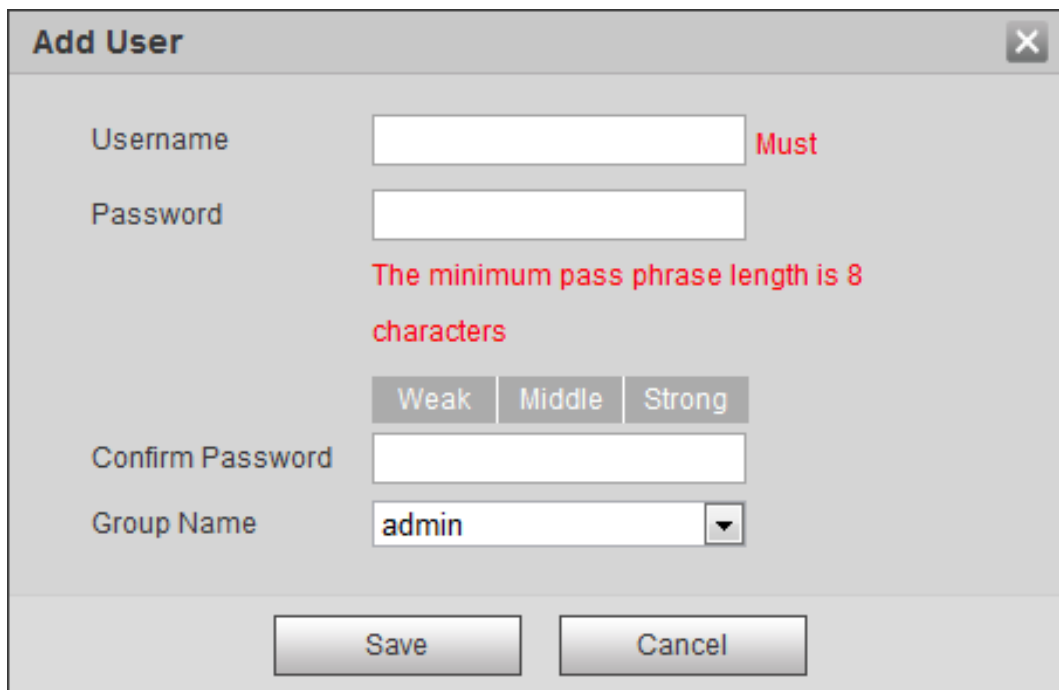 Add User
Username
Must
Password
The minimum pass phrase length is 8
characters
Weak Middle Strong
Confirm Password
Group Name
admin
Save
Cancel